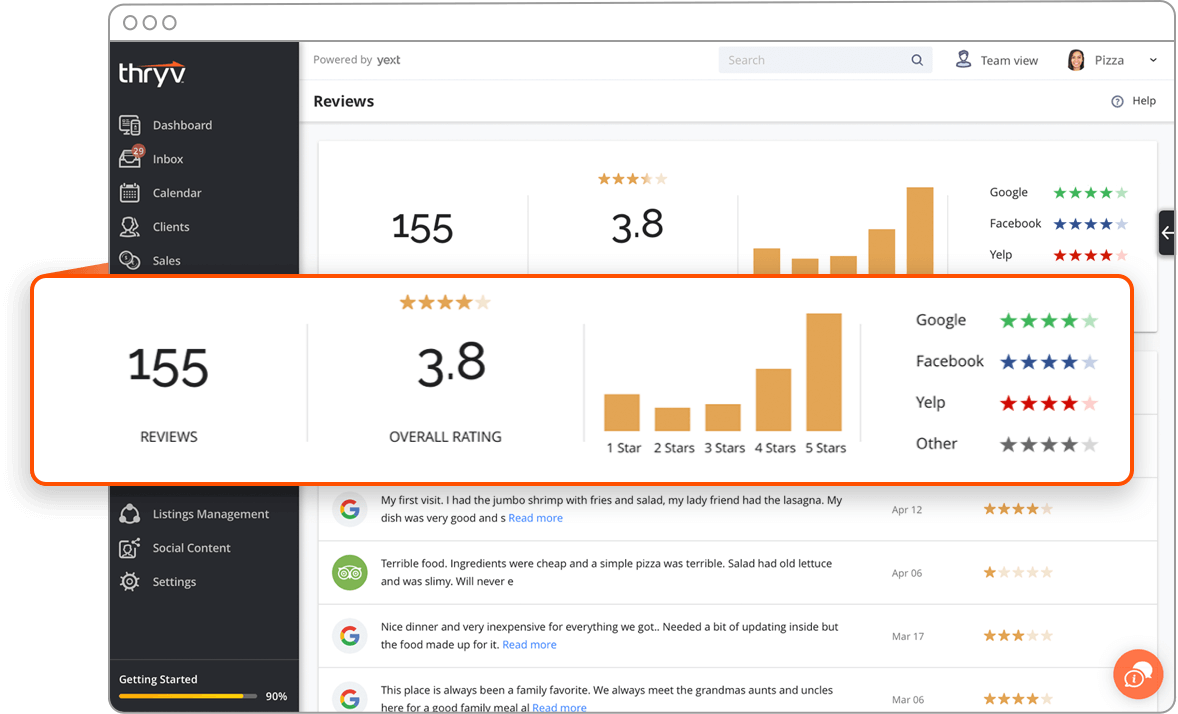 thryv
Powered by yext
Search
Team view
Pizza
Reviews
Help
Dashboard
29
Inbox
Calendar
Clients
Sales
155
3.8
Google
Facebook
Yelp
155
REVIEWS
3.8
OVERALL RATING
1 Star
2 Stars
3 Stars
4 Stars
5 Stars
Google
Facebook
Yelp
Other
Listings Management
Social Content
Settings
Getting Started
90%
My first visit. I had the jumbo shrimp with fries and salad, my lady friend had the lasagna. My
dish was very good and s Read more
Apr 12
Terrible food. Ingredients were cheap and a simple pizza was terrible. Salad had old lettuce
and was slimy. Will never e
Apr 06
Nice dinner and very inexpensive for everything we got.. Needed a bit of updating inside but
the food made up for it. Read more
Mar 17
This place is always been a family favorite. We always meet the grandmas aunts and uncles
here for a good family meal al Read more
Mar 06